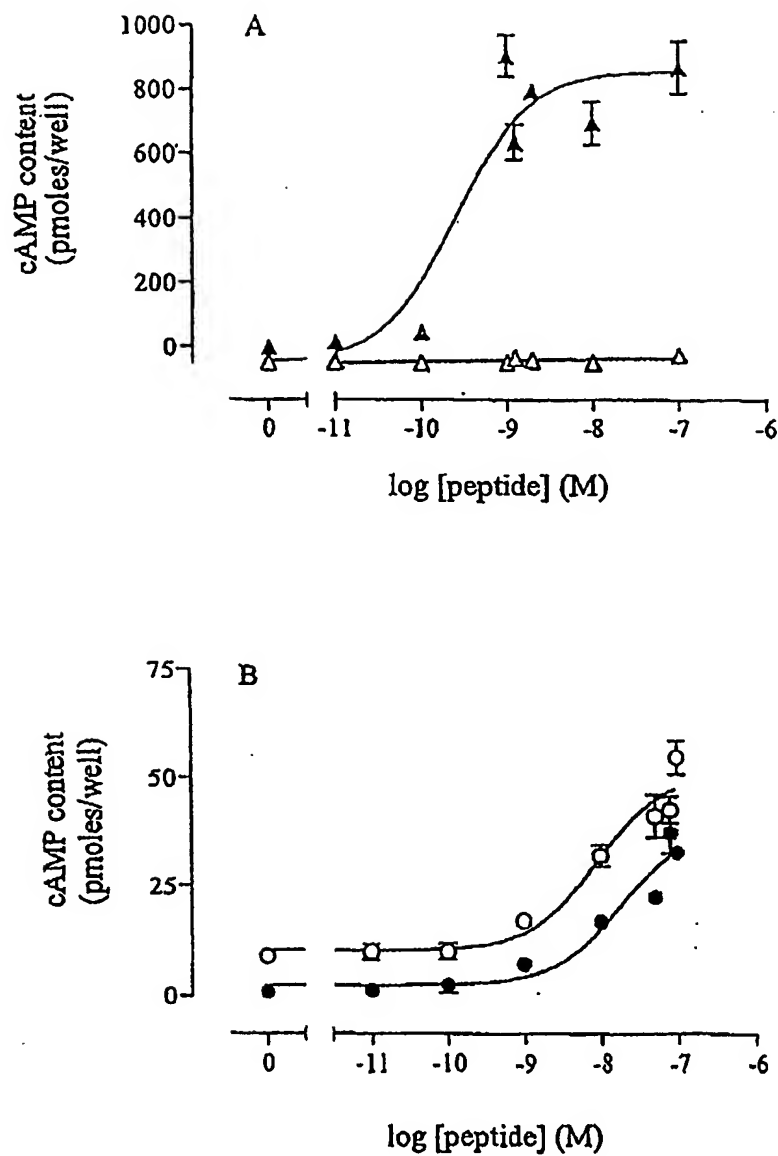 A
cAMP content
(pmoles/well)
1000
800
600
400
200
0
0 -11 -10 -9 -8 -7 -6
log [peptide] (M)
B
cAMP content
(pmoles/well)
75
50
25
0
0 -11 -10 -9 -8 -7 -6
log [peptide] (M)